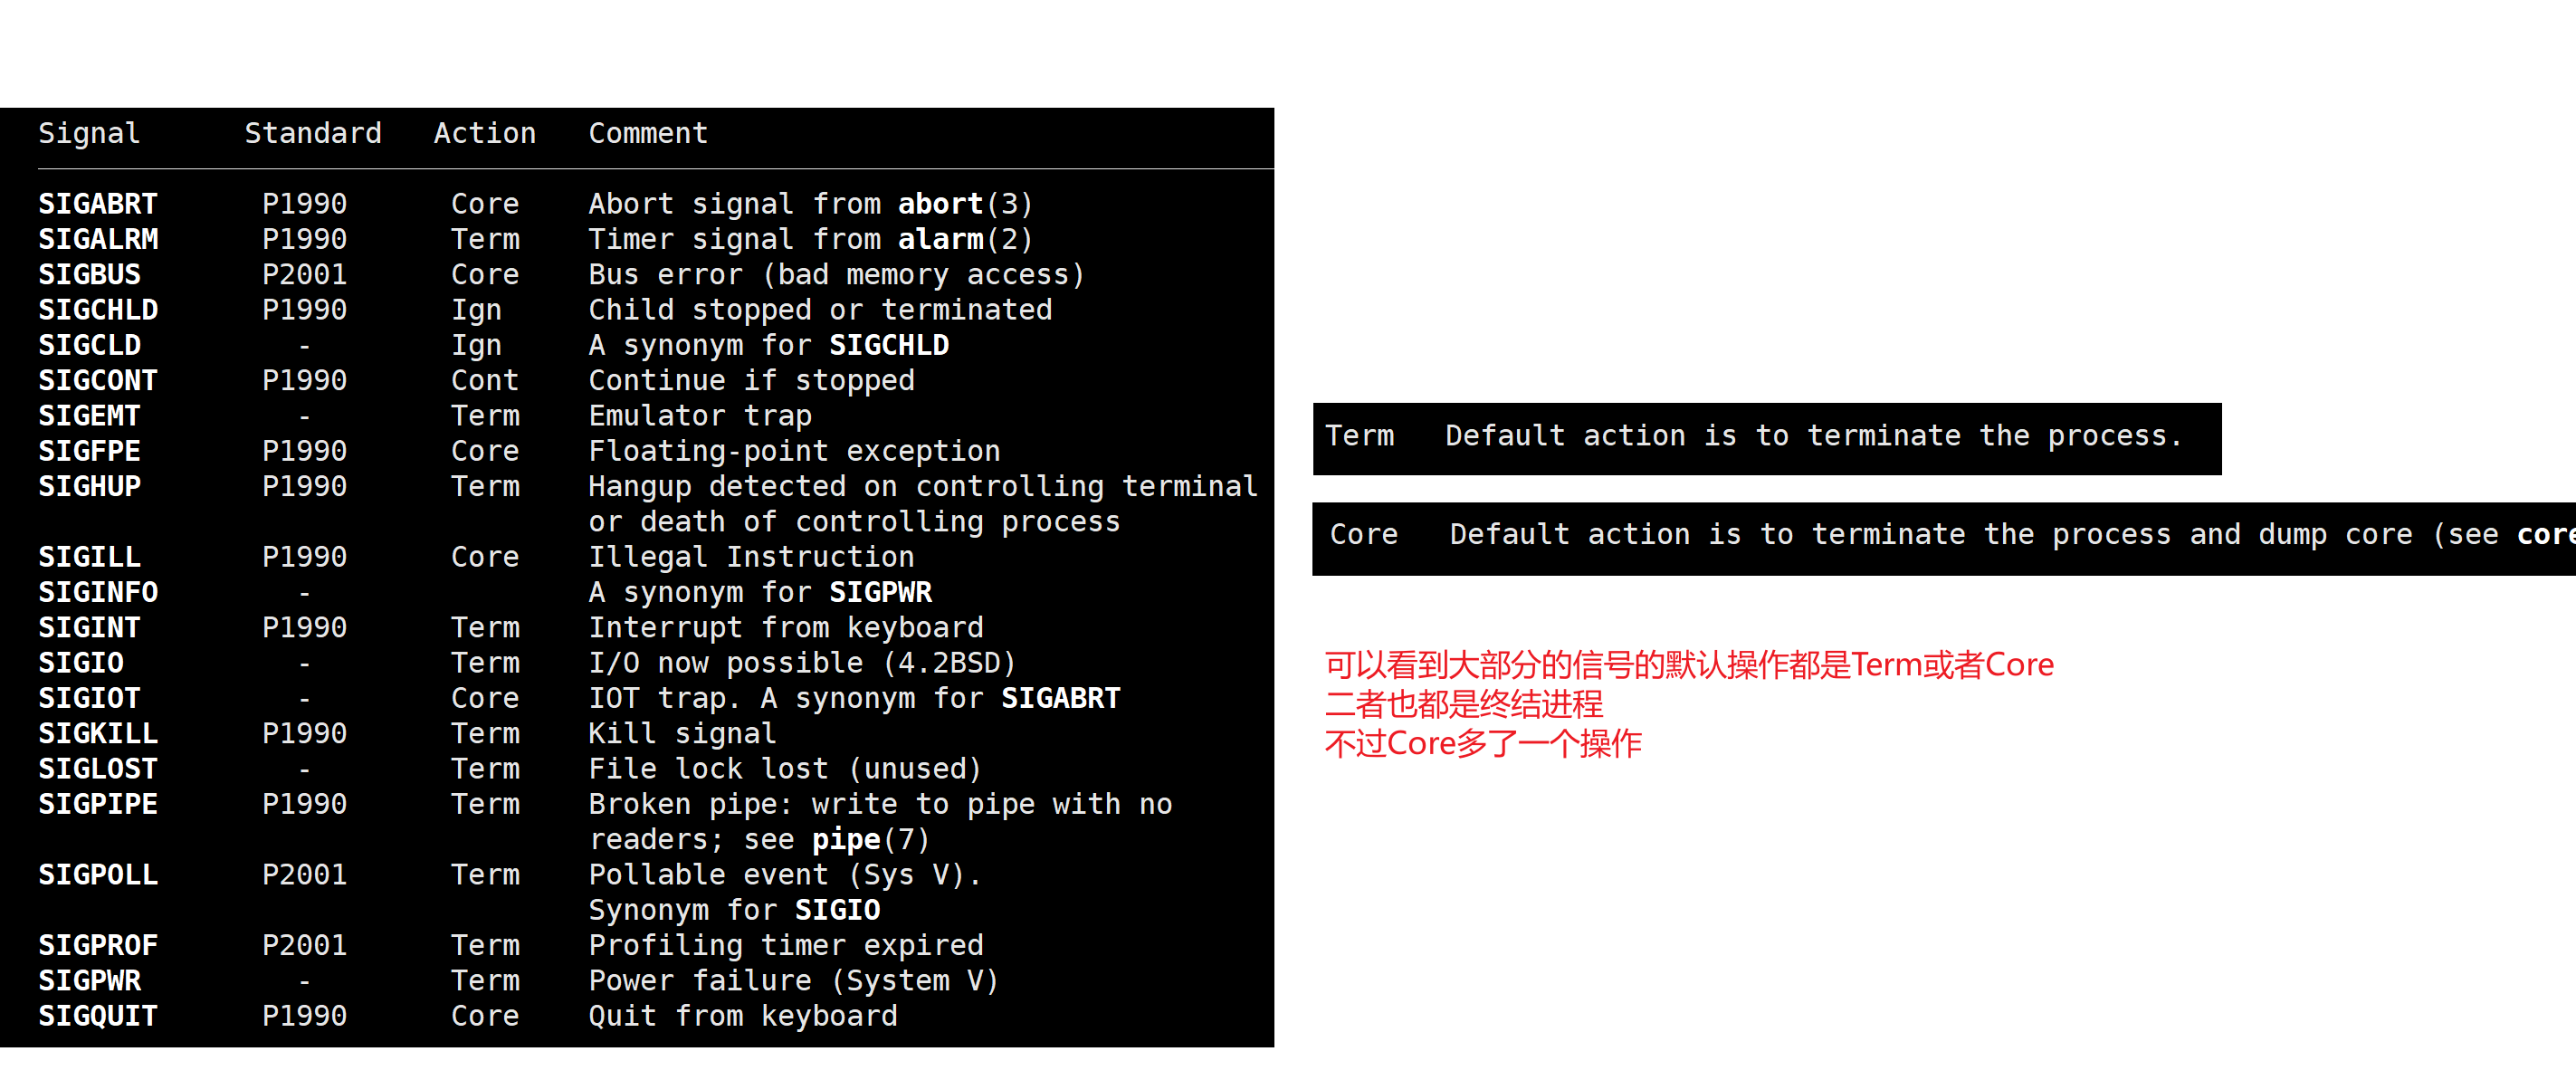 Signal Standard Action Comment
SIGABRT P1990 Core Abort signal from abort(3)
SIGALRM P1990 Term Timer signal from alarm(2)
SIGBUS P2001 Core Bus error (bad memory access)
SIGCHLD P1990 Ign Child stopped or terminated
SIGCLD - Ign A synonym for SIGCHLD
SIGCONT P1990 Cont Continue if stopped
SIGEMT - Term Emulator trap
SIGFPE P1990 Core Floating-point exception
SIGHUP P1990 Term Hangup detected on controlling terminal
or death of controlling process
SIGILL P1990 Core Illegal Instruction
SIGINFO - A synonym for SIGPWR
SIGINT P1990 Term Interrupt from keyboard
SIGIO - Term I/O now possible (4.2BSD)
SIGIOT - Core IOT trap. A synonym for SIGABRT
SIGKILL P1990 Term Kill signal
SIGLOST - Term File lock lost (unused)
SIGPIPE P1990 Term Broken pipe: write to pipe with no
readers; see pipe(7)
SIGPOLL P2001 Term Pollable event (Sys V).
Synonym for SIGIO
SIGPROF P2001 Term Profiling timer expired
SIGPWR - Term Power failure (System V)
SIGQUIT P1990 Core Quit from keyboard
Term Default action is to terminate the process.
Core Default action is to terminate the process and dump core (see core
可以看到大部分的信号的默认操作都是Term或者Core
二者也都是终结进程
不过Core多了一个操作